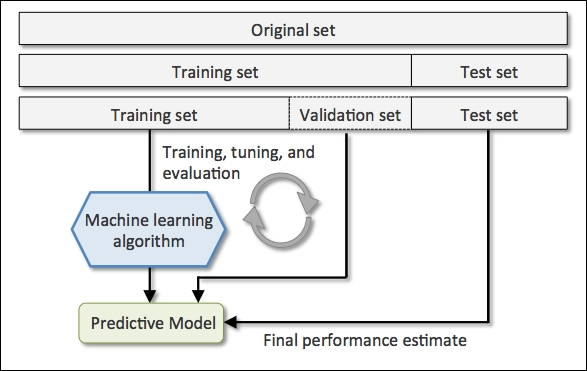 Original set
Training set Test set
Training set Validation set Test set
Training, tuning, and
evaluation
Machine learning
algorithm
Predictive Model
Final performance estimate